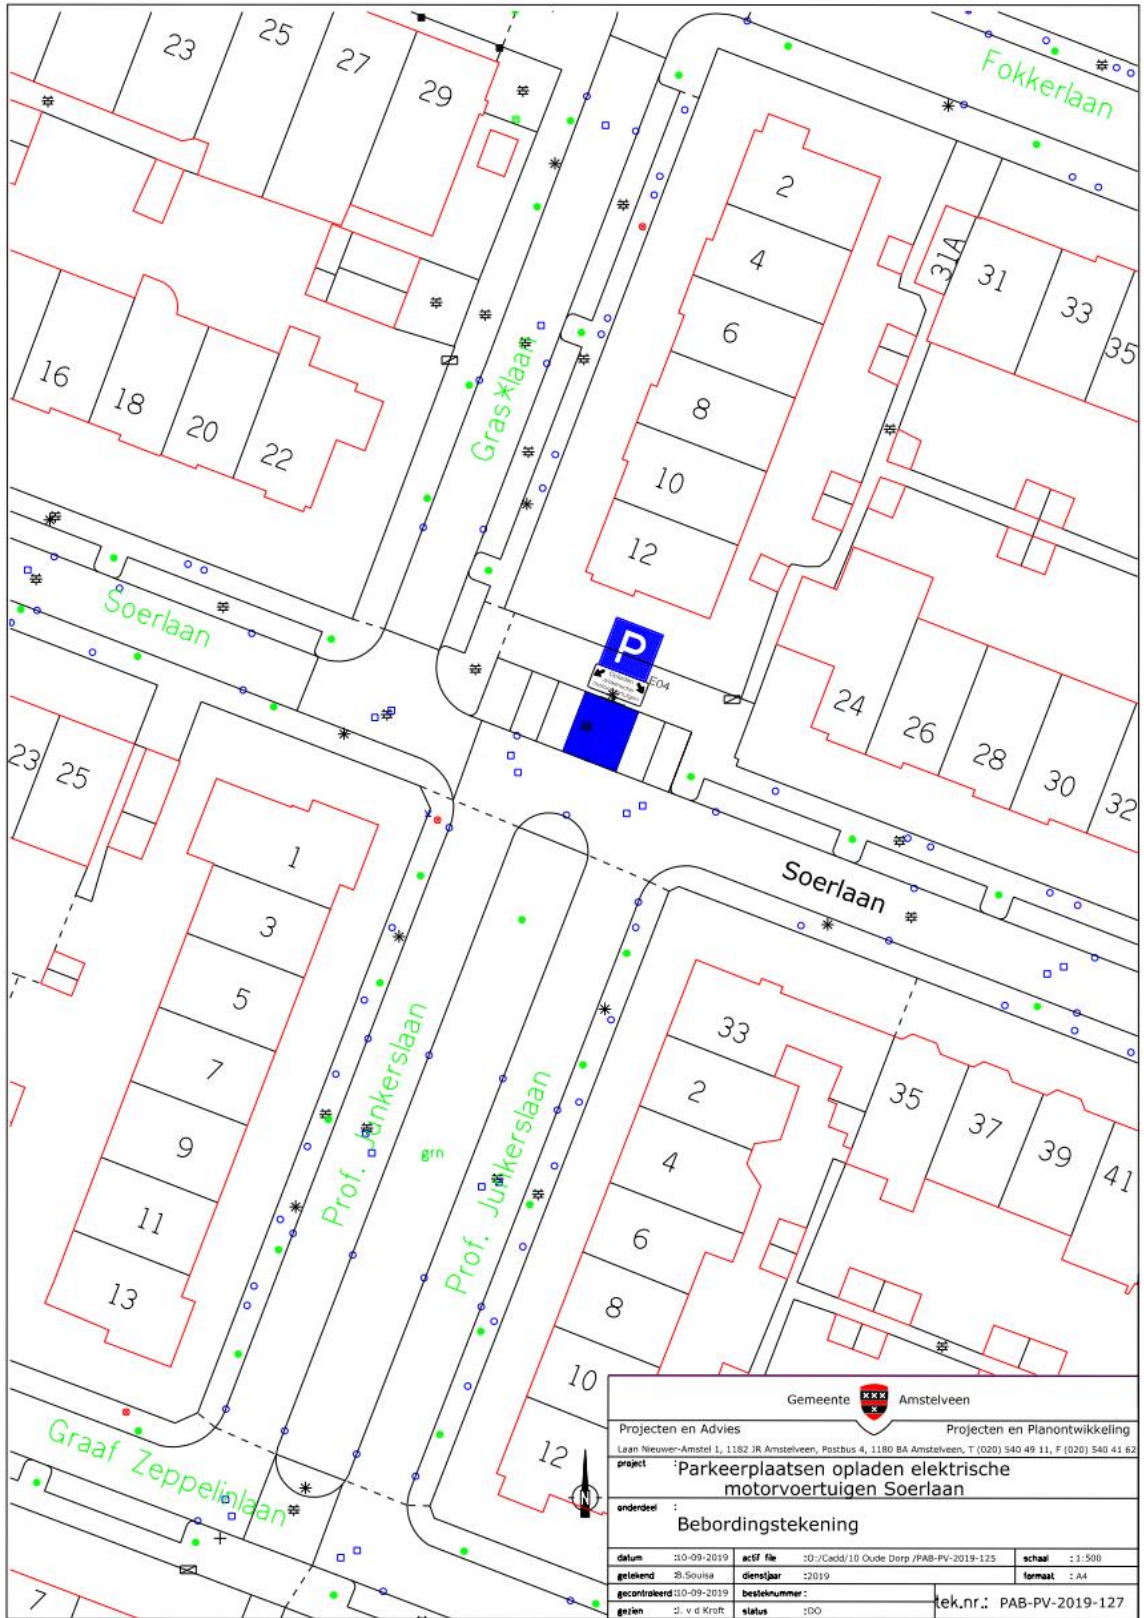 23
25
27
29
Fokkerlaan
2
4
6
8
10
12
31A
31
33
35
16
18
20
22
Grasklaan
Soerlaan
P
Opladen
elektrische
motorvoertuigen
E04
24
26
28
30
32
23
25
1
3
5
7
9
11
13
Soerlaan
Prof. Junkerslaan
Prof. Junkerslaan
grn
33
2
4
6
8
10
12
35
37
39
41
Graaf Zeppelinlaan
7
N
Gemeente Amstelveen
Projecten en Advies Projecten en Planontwikkeling
Laan Nieuwer-Amstel 1, 1182 JR Amstelveen, Postbus 4, 1180 BA Amstelveen, T (020) 540 49 11, F (020) 540 41 62
project : Parkeerplaatsen opladen elektrische
motorvoertuigen Soerlaan
onderdeel :
Bebordingstekening
datum :10-09-2019 actif file :O:/Cadd/10 Oude Dorp /PAB-PV-2019-125 schaal : 1:500
getekend :B.Souisa dienstjaar :2019 formaat : A4
gecontroleerd :10-09-2019 besteknummer :
gezien :J. v d Kroft status :DO
tek.nr.: PAB-PV-2019-127